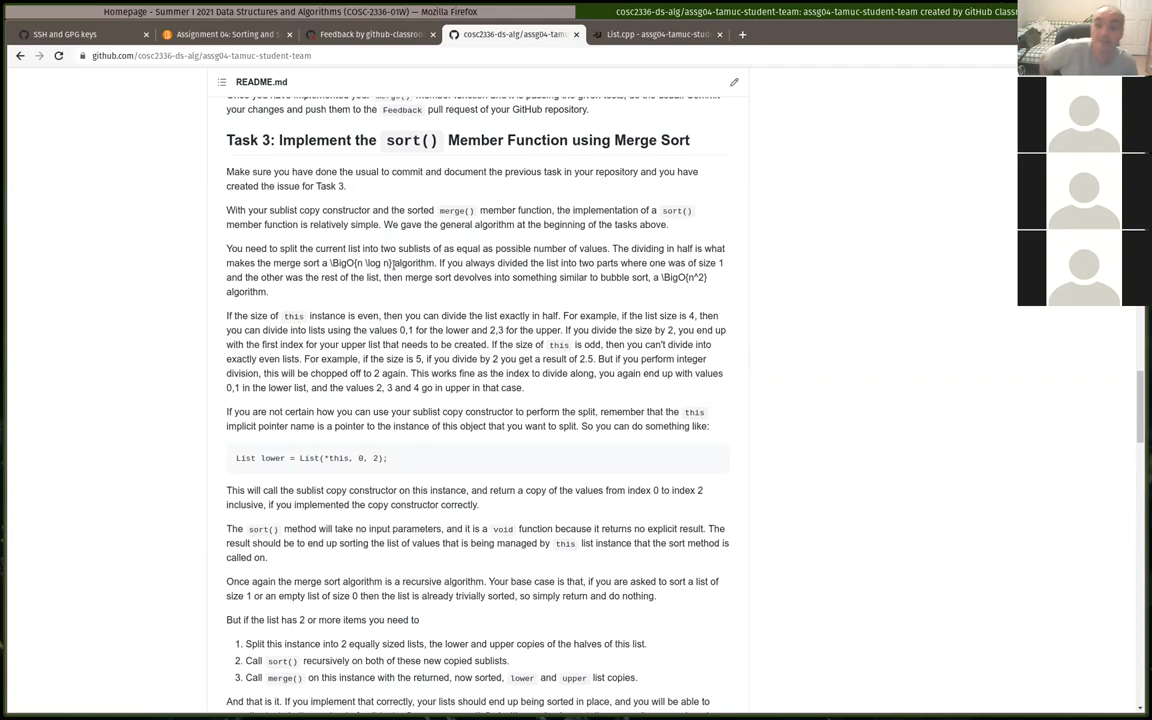 Homepage - Summer I 2021 Data Structures and Algorithms (COSC-2336-01W) — Mozilla Firefox
cosc2336-ds-alg/assg04-tamuc-student-team: assg04-tamuc-student-team created by GitHub Class
SSH and GPG keys
Assignment 04: Sorting and S
Feedback by github-classroom
cosc2336-ds-alg/assg04-tamuc
List.cpp - assg04-tamuc-stud
github.com/cosc2336-ds-alg/assg04-tamuc-student-team
README.md
your changes and push them to the Feedback pull request of your GitHub repository.
Task 3: Implement the sort() Member Function using Merge Sort
Make sure you have done the usual to commit and document the previous task in your repository and you have
created the issue for Task 3.
With your sublist copy constructor and the sorted merge() member function, the implementation of a sort()
member function is relatively simple. We gave the general algorithm at the beginning of the tasks above.
You need to split the current list into two sublists of as equal as possible number of values. The dividing in half is what
makes the merge sort a \BigO{n \log n} algorithm. If you always divided the list into two parts where one was of size 1
and the other was the rest of the list, then merge sort devolves into something similar to bubble sort, a \BigO{n^2}
algorithm.
If the size of this instance is even, then you can divide the list exactly in half. For example, if the list size is 4, then
you can divide into lists using the values 0,1 for the lower and 2,3 for the upper. If you divide the size by 2, you end up
with the first index for your upper list that needs to be created. If the size of this is odd, then you can't divide into
exactly even lists. For example, if the size is 5, if you divide by 2 you get a result of 2.5. But if you perform integer
division, this will be chopped off to 2 again. This works fine as the index to divide along, you again end up with values
0,1 in the lower list, and the values 2, 3 and 4 go in upper in that case.
If you are not certain how you can use your sublist copy constructor to perform the split, remember that the this
implicit pointer name is a pointer to the instance of this object that you want to split. So you can do something like:
List lower = List(*this, 0, 2);
This will call the sublist copy constructor on this instance, and return a copy of the values from index 0 to index 2
inclusive, if you implemented the copy constructor correctly.
The sort() method will take no input parameters, and it is a void function because it returns no explicit result. The
result should be to end up sorting the list of values that is being managed by this list instance that the sort method is
called on.
Once again the merge sort algorithm is a recursive algorithm. Your base case is that, if you are asked to sort a list of
size 1 or an empty list of size 0 then the list is already trivially sorted, so simply return and do nothing.
But if the list has 2 or more items you need to
1. Split this instance into 2 equally sized lists, the lower and upper copies of the halves of this list.
2. Call sort() recursively on both of these new copied sublists.
3. Call merge() on this instance with the returned, now sorted, lower and upper list copies.
And that is it. If you implement that correctly, your lists should end up being sorted in place, and you will be able to